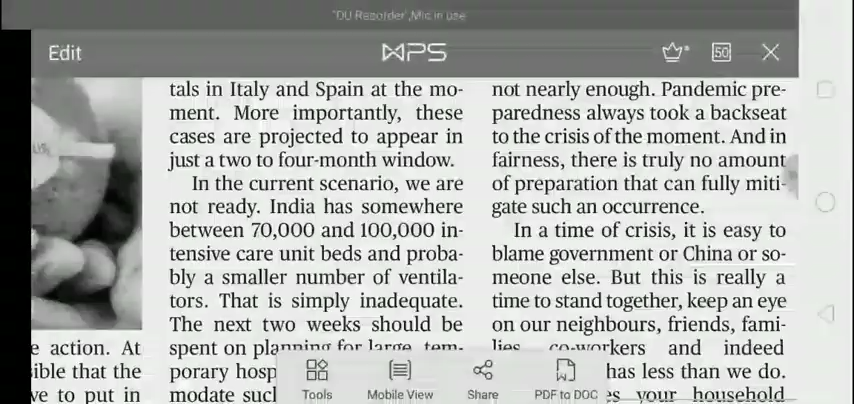 "DU Recorder",Mic in use
Edit
WPS
50
tals in Italy and Spain at the mo-
ment. More importantly, these
cases are projected to appear in
just a two to four-month window.
In the current scenario, we are
not ready. India has somewhere
between 70,000 and 100,000 in-
tensive care unit beds and proba-
bly a smaller number of ventila-
tors. That is simply inadequate.
The next two weeks should be
spent on planning for large, tem-
porary hosp
modate sucl
not nearly enough. Pandemic pre-
paredness always took a backseat
to the crisis of the moment. And in
fairness, there is truly no amount
of preparation that can fully miti-
gate such an occurrence.
In a time of crisis, it is easy to
blame government or China or so-
meone else. But this is really a
time to stand together, keep an eye
on our neighbours, friends, fami-
lies, co-workers and indeed
has less than we do.
es your household
e action. At
sible that the
ve to put in
Tools
Mobile View
Share
PDF to DOC